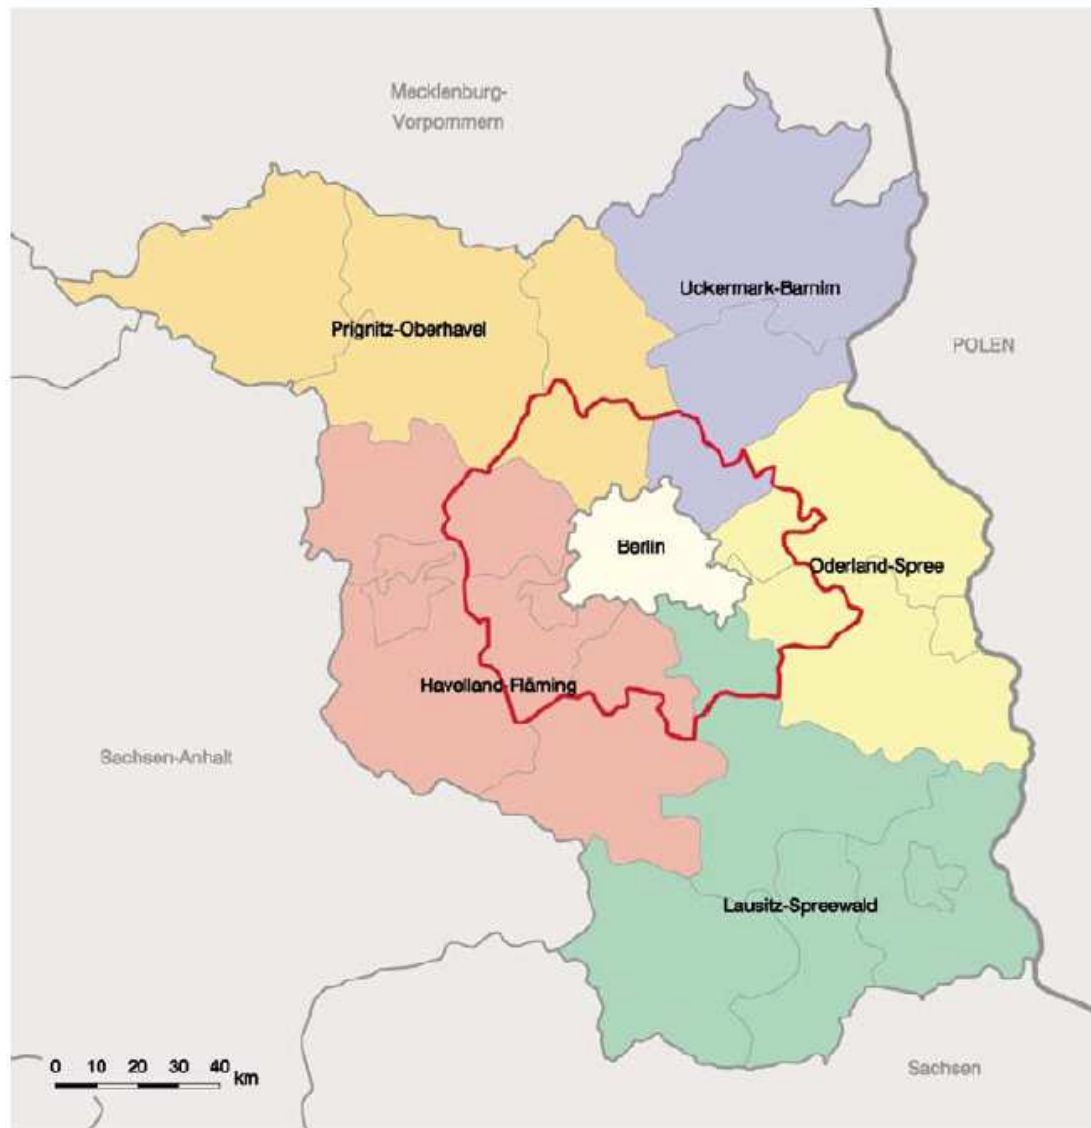 Mecklenburg-
Vorpommern
Uckermark-Barnim
Prignitz-Oberhavel
POLEN
Berlin
Oderland-Spree
Havelland-Fläming
Sachsen-Anhalt
Lausitz-Spreewald
0 10 20 30 40 km
Sachsen